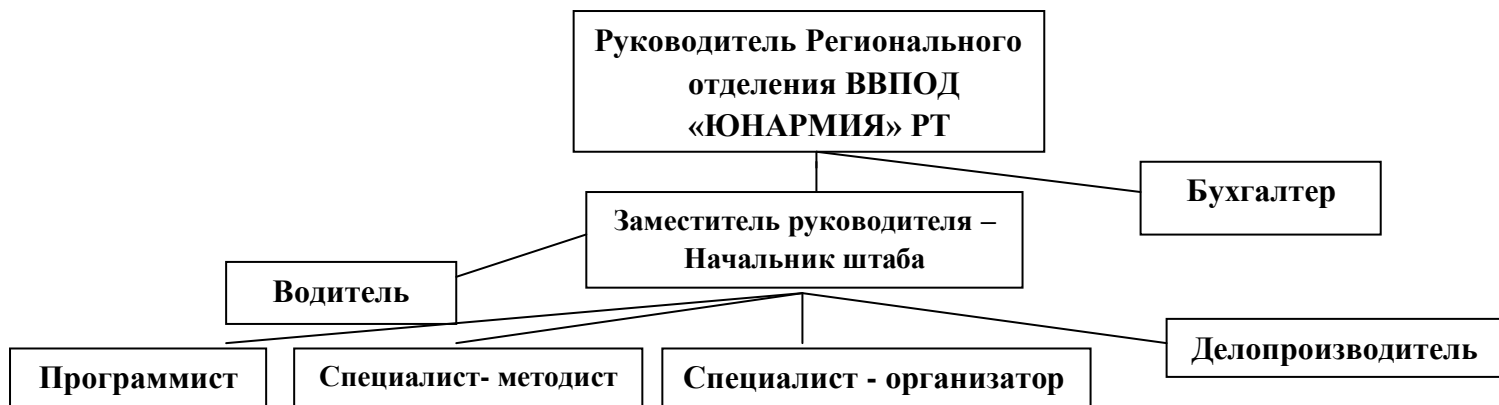 Руководитель Регионального
отделения ВВПОД
«ЮНАРМИЯ» РТ
Бухгалтер
Заместитель руководителя –
Начальник штаба
Водитель
Делопроизводитель
Программист
Специалист- методист
Специалист - организатор